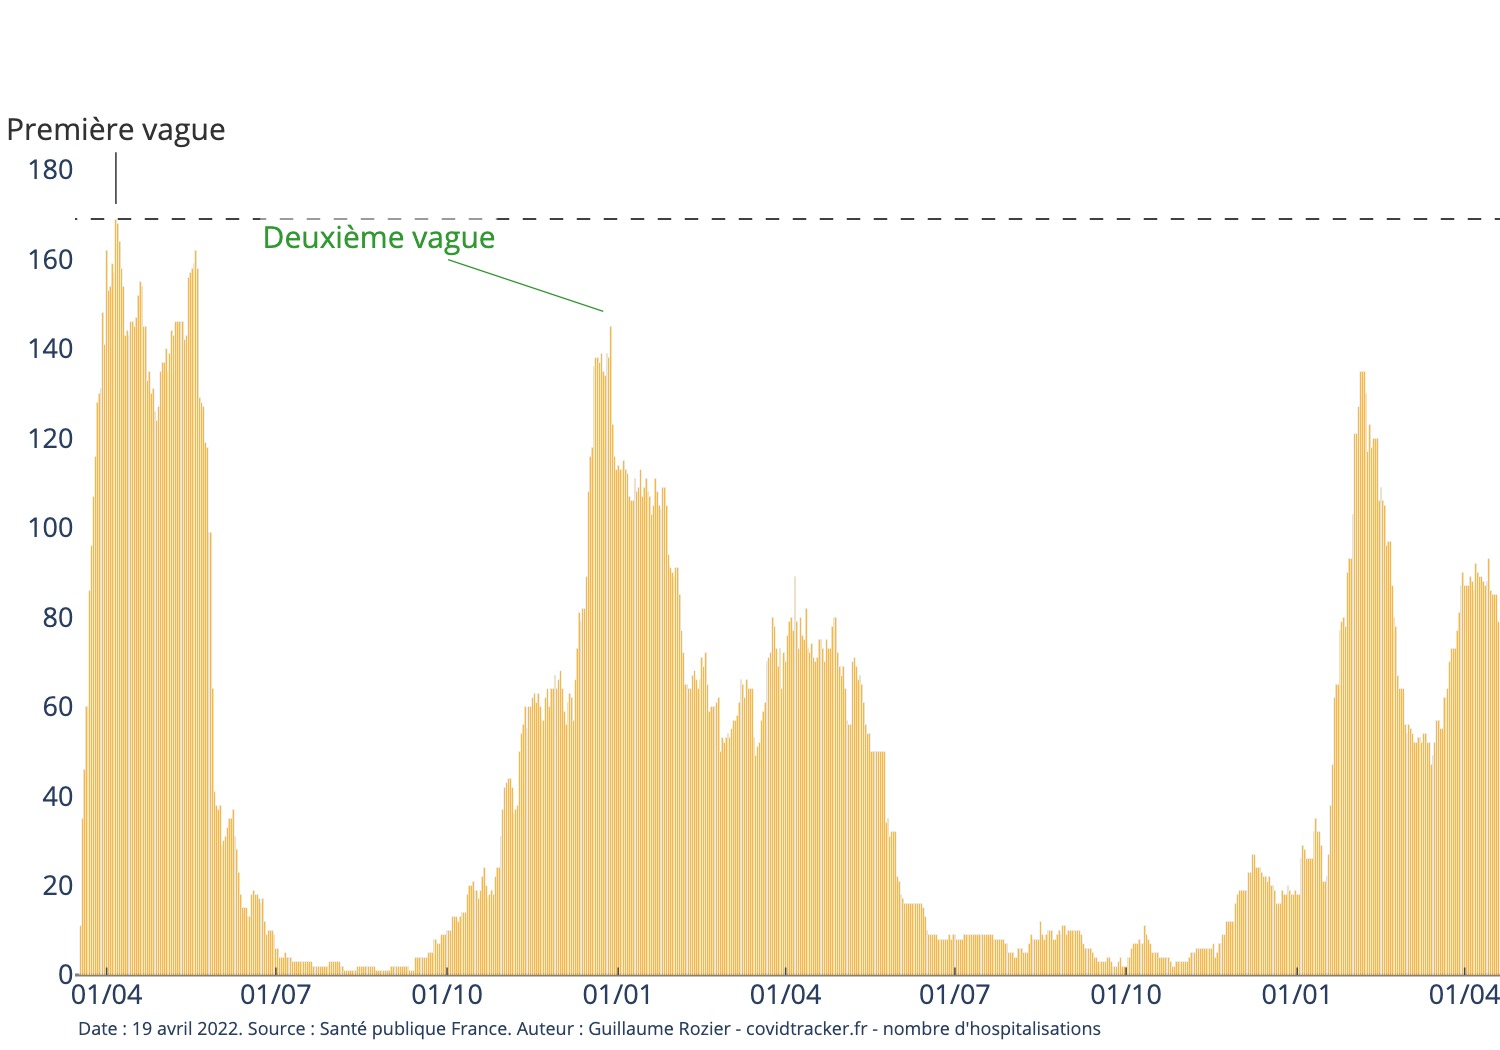 Première vague
180
Deuxième vague
160
140
120
100
80
60
40
20
0
01/04 01/07 01/10 01/01 01/04 01/07 01/10 01/01 01/04
Date : 19 avril 2022. Source : Santé publique France. Auteur : Guillaume Rozier - covidtracker.fr - nombre d'hospitalisations